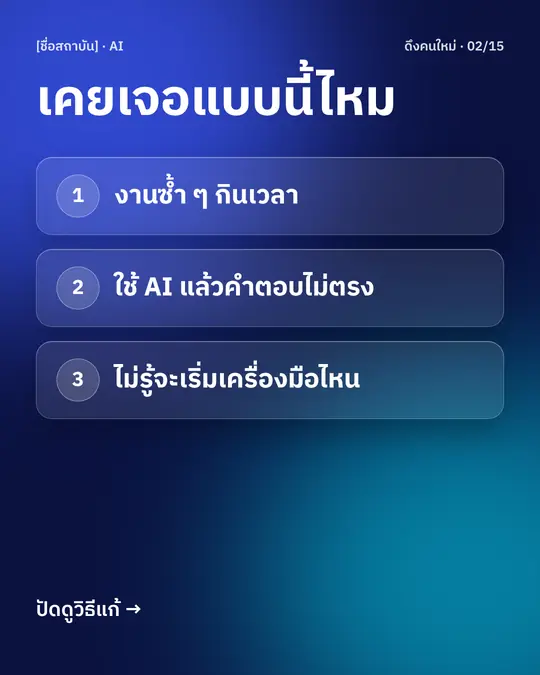 [ชื่อสถาบัน] · AI
ดึงคนใหม่ · 02/15
เคยเจอแบบนี้ไหม
1 งานซ้ำ ๆ กินเวลา
2 ใช้ AI แล้วคำตอบไม่ตรง
3 ไม่รู้จะเริ่มเครื่องมือไหน
ปัดดูวิธีแก้ →